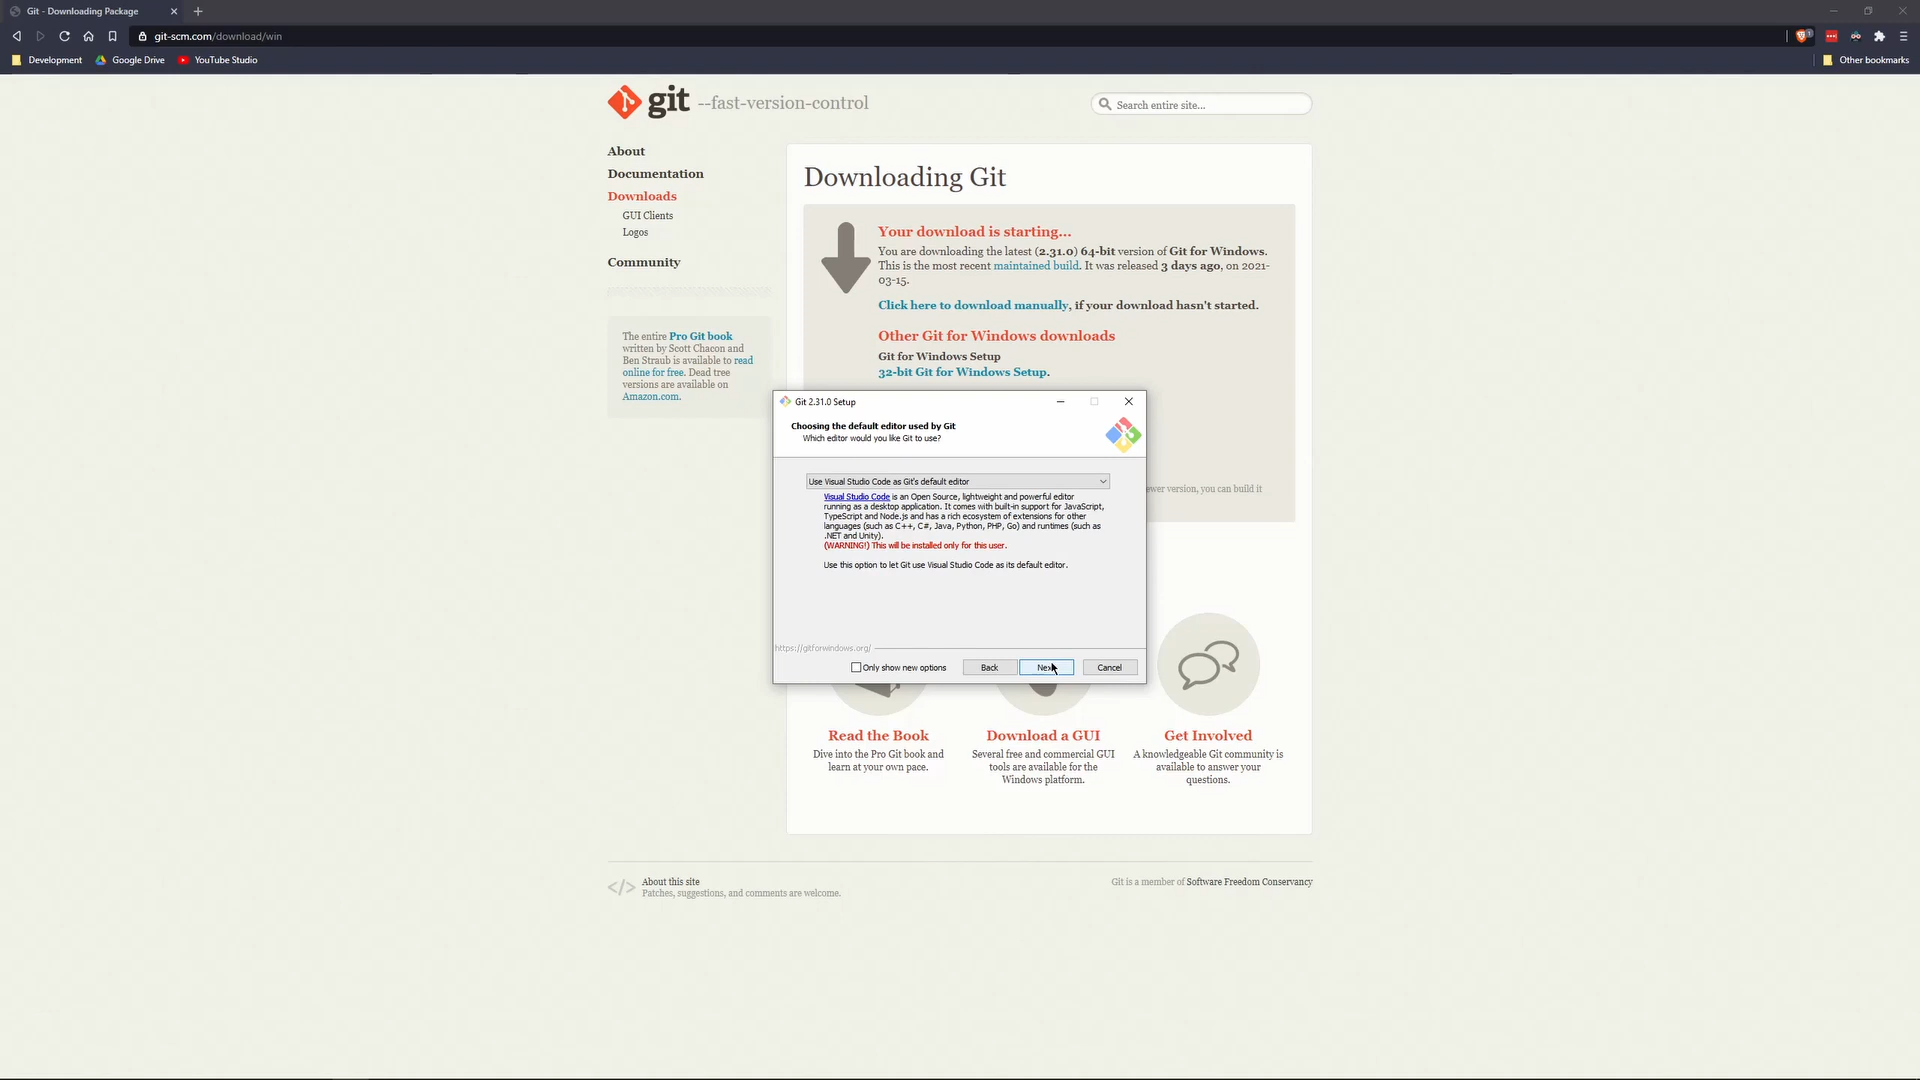 Git - Downloading Package
git-scm.com/download/win
Development
Google Drive
YouTube Studio
Other bookmarks
git --fast-version-control
Search entire site...
About
Documentation
Downloads
GUI Clients
Logos
Community
The entire Pro Git book
written by Scott Chacon and
Ben Straub is available to read
online for free. Dead tree
versions are available on
Amazon.com.
Downloading Git
Your download is starting...
You are downloading the latest (2.31.0) 64-bit version of Git for Windows.
This is the most recent maintained build. It was released 3 days ago, on 2021-
03-15.
Click here to download manually, if your download hasn't started.
Other Git for Windows downloads
Git for Windows Setup
32-bit Git for Windows Setup.
version, you can build it
Git 2.31.0 Setup
Choosing the default editor used by Git
Which editor would you like Git to use?
Use Visual Studio Code as Git's default editor
Visual Studio Code is an Open Source, lightweight and powerful editor
running as a desktop application. It comes with built-in support for JavaScript,
TypeScript and Node.js and has a rich ecosystem of extensions for other
languages (such as C++, C#, Java, Python, PHP, Go) and runtimes (such as
.NET and Unity).
(WARNING!) This will be installed only for this user.
Use this option to let Git use Visual Studio Code as its default editor.
https://gitforwindows.org/
Only show new options
Back
Next
Cancel
Read the Book
Dive into the Pro Git book and
learn at your own pace.
Download a GUI
Several free and commercial GUI
tools are available for the
Windows platform.
Get Involved
A knowledgeable Git community is
available to answer your
questions.
</> About this site
Patches, suggestions, and comments are welcome.
Git is a member of Software Freedom Conservancy